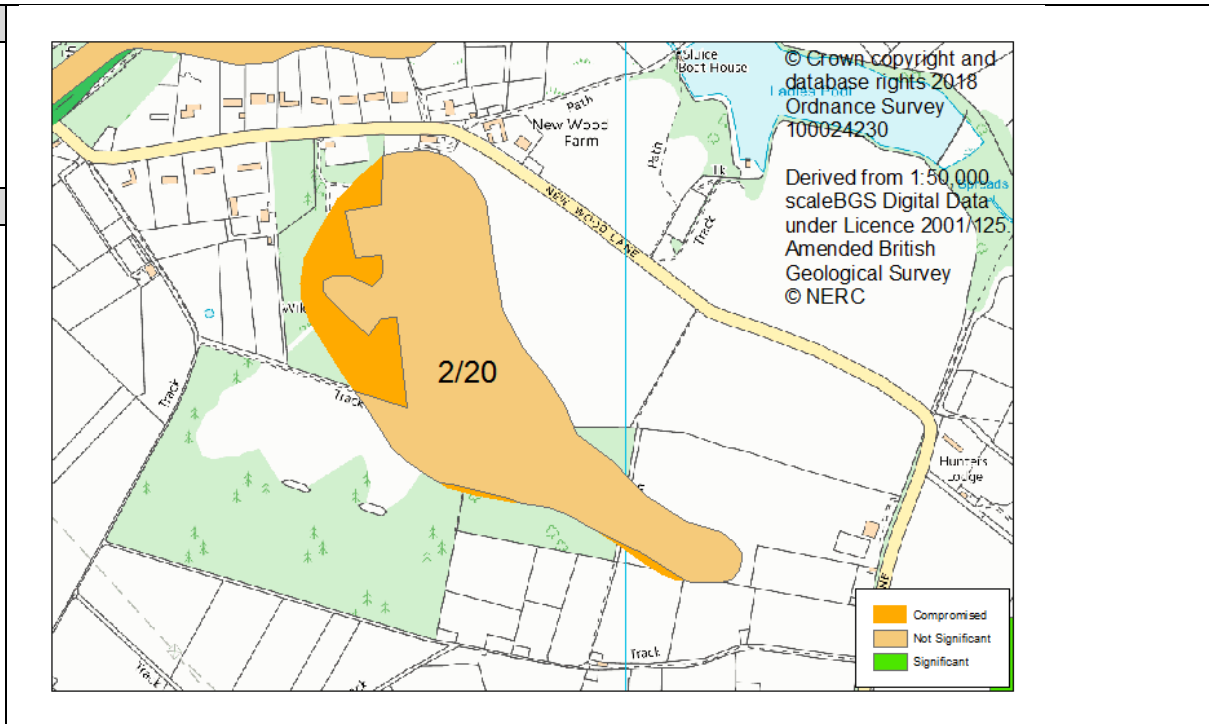 Sluice
Boat House
© Crown copyright and
database rights 2018
Ordnance Survey
100024230
Path
New Wood
Farm
Path
Tk
Derived from 1:50,000
scaleBGS Digital Data
under Licence 2001/125.
Amended British
Geological Survey
© NERC
Spreads
NEW WOOD LANE
Track
2/20
Track
Track
Hunters
Lodge
Compromised
Not Significant
Significant
Track
Track